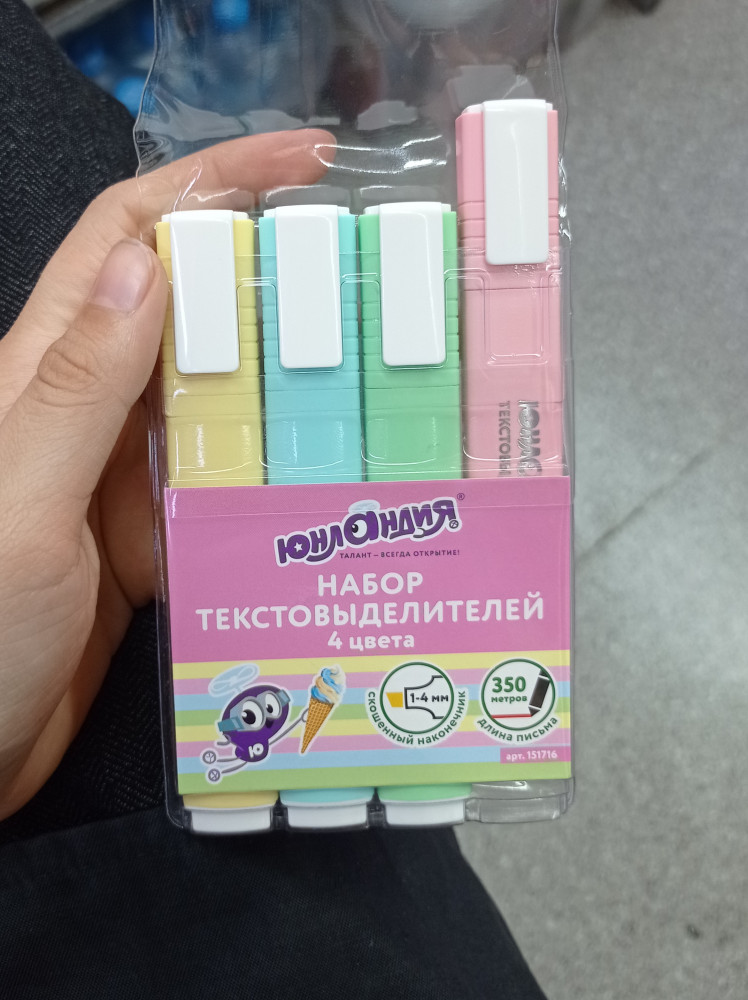 ЮНЛАНДИЯ®
ТАЛАНТ — ВСЕГДА ОТКРЫТИЕ!
НАБОР
ТЕКСТОВЫДЕЛИТЕЛЕЙ
4 цвета
1-4 мм
скошенный наконечник
350
метров
длина письма
Ю
арт. 151716